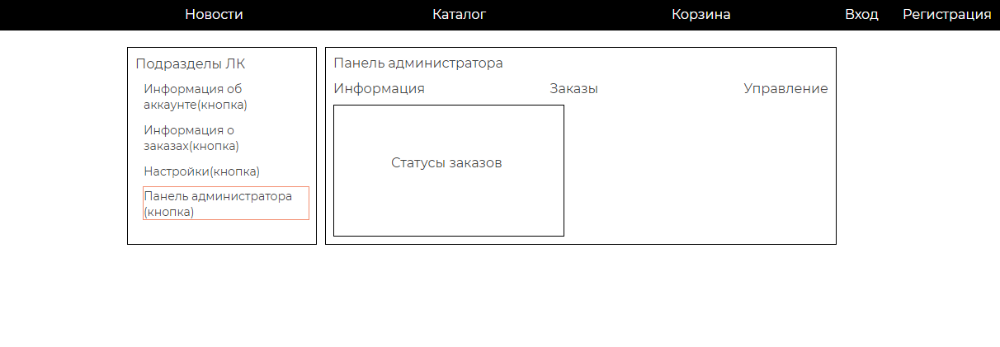 Новости Каталог Корзина Вход Регистрация
Подразделы ЛК
Информация об
аккаунте(кнопка)
Информация о
заказах(кнопка)
Настройки(кнопка)
Панель администратора
(кнопка)
Панель администратора
Информация Заказы Управление
Статусы заказов